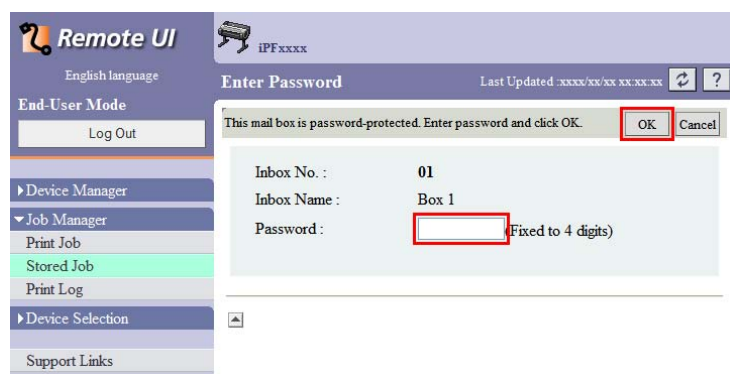 Remote UI
English language
End-User Mode
Log Out
▶Device Manager
▼Job Manager
Print Job
Stored Job
Print Log
▶Device Selection
Support Links
iPFxxxx
Enter Password
Last Updated :xxxx/xx/xx xx:xx:xx
?
This mail box is password-protected. Enter password and click OK.
OK
Cancel
Inbox No. : 01
Inbox Name : Box 1
Password : (Fixed to 4 digits)